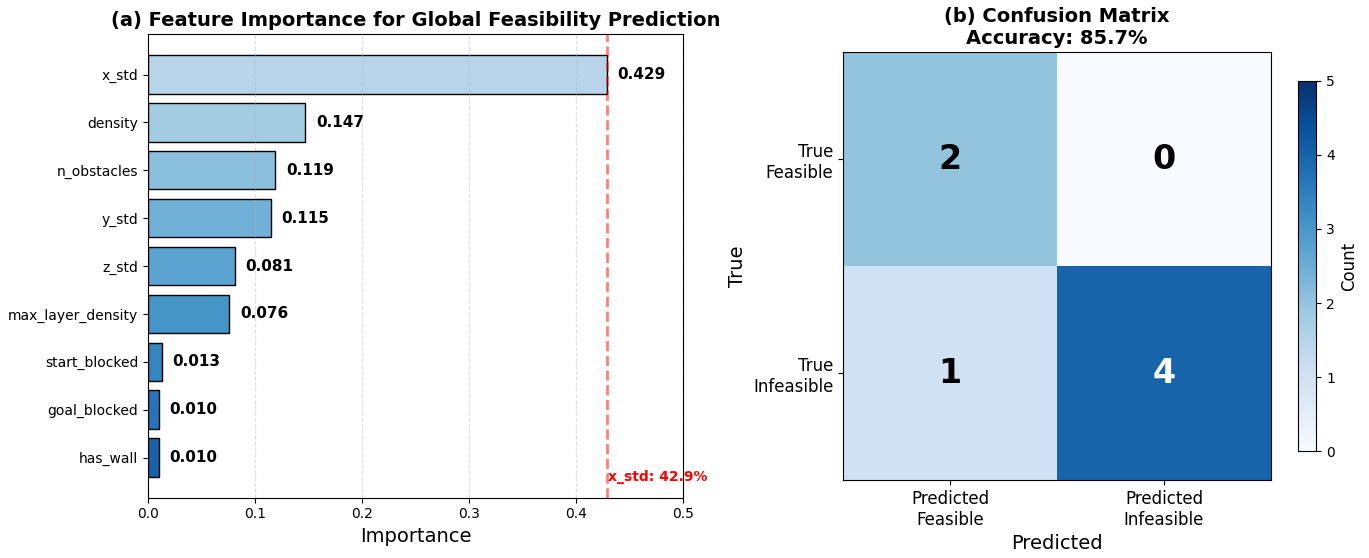 (a) Feature Importance for Global Feasibility Prediction
x_std
0.429
density
0.147
n_obstacles
0.119
y_std
0.115
z_std
0.081
max_layer_density
0.076
start_blocked
0.013
goal_blocked
0.010
has_wall
0.010
x_std: 42.9%
0.0 0.1 0.2 0.3 0.4 0.5
Importance
(b) Confusion Matrix
Accuracy: 85.7%
True
True
Feasible
2 0
True
Infeasible
1 4
Predicted
Feasible
Predicted
Infeasible
Predicted
5
4
3
2
1
0
Count